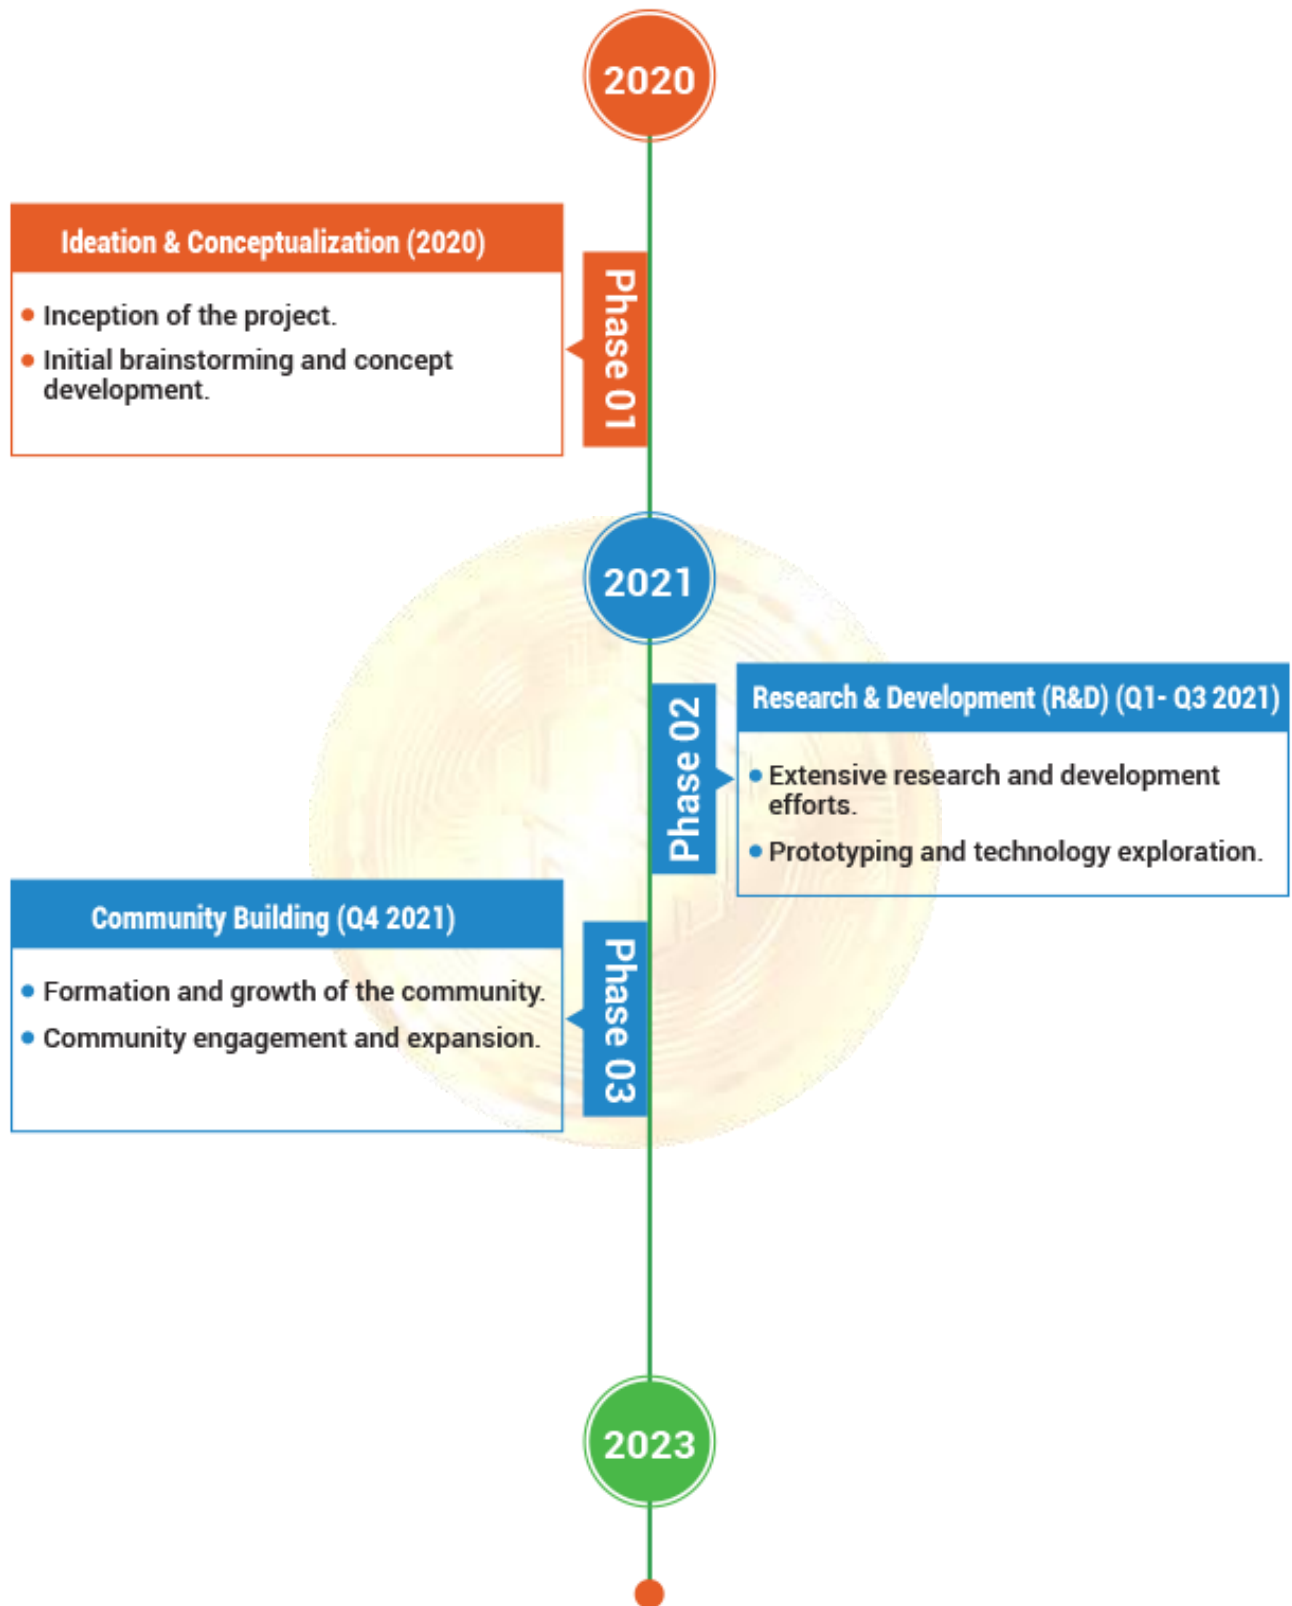 2020
Ideation & Conceptualization (2020)
Phase 01
Inception of the project.
Initial brainstorming and concept
development.
2021
Research & Development (R&D) (Q1- Q3 2021)
Phase 02
Extensive research and development
efforts.
Prototyping and technology exploration.
Community Building (Q4 2021)
Phase 03
Formation and growth of the community.
Community engagement and expansion.
2023